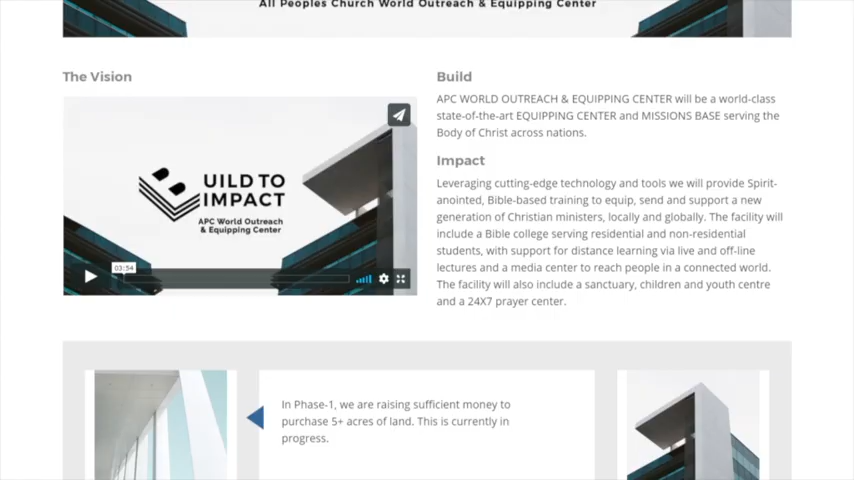 All Peoples Church World Outreach & Equipping Center
The Vision
UILD TO
IMPACT
APC World Outreach
& Equipping Center
03:54
Build
APC WORLD OUTREACH & EQUIPPING CENTER will be a world-class
state-of-the-art EQUIPPING CENTER and MISSIONS BASE serving the
Body of Christ across nations.
Impact
Leveraging cutting-edge technology and tools we will provide Spirit-
anointed, Bible-based training to equip, send and support a new
generation of Christian ministers, locally and globally. The facility will
include a Bible college serving residential and non-residential
students, with support for distance learning via live and off-line
lectures and a media center to reach people in a connected world.
The facility will also include a sanctuary, children and youth centre
and a 24X7 prayer center.
In Phase-1, we are raising sufficient money to
purchase 5+ acres of land. This is currently in
progress.